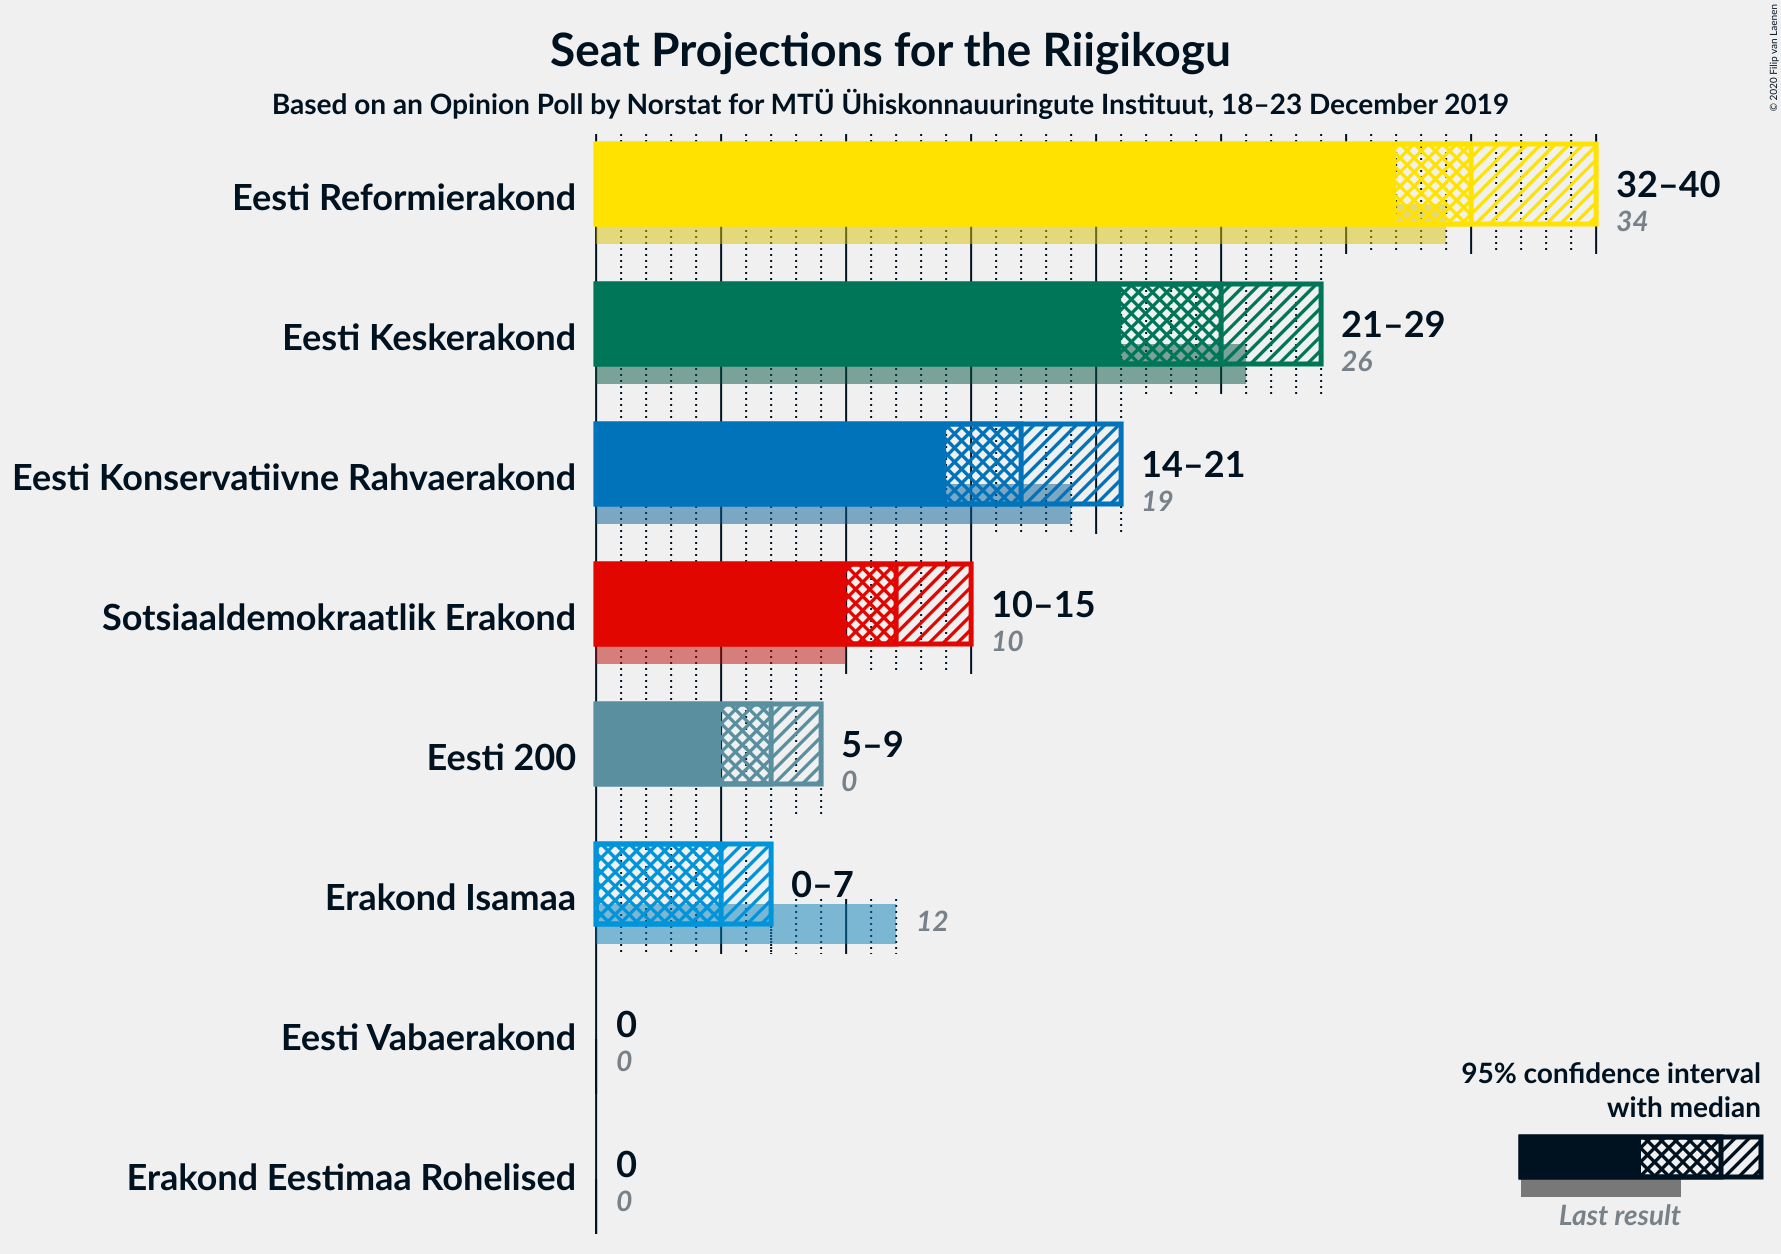 Seat Projections for the Riigikogu
Based on an Opinion Poll by Norstat for MTÜ Ühiskonnauuringute Instituut, 18–23 December 2019
© 2020 Filip van Laenen
Eesti Reformierakond
32–40
34
Eesti Keskerakond
21–29
26
Eesti Konservatiivne Rahvaerakond
14–21
19
Sotsiaaldemokraatlik Erakond
10–15
10
Eesti 200
5–9
0
Erakond Isamaa
0–7
12
Eesti Vabaerakond
0
0
Erakond Eestimaa Rohelised
0
0
95% confidence interval
with median
Last result